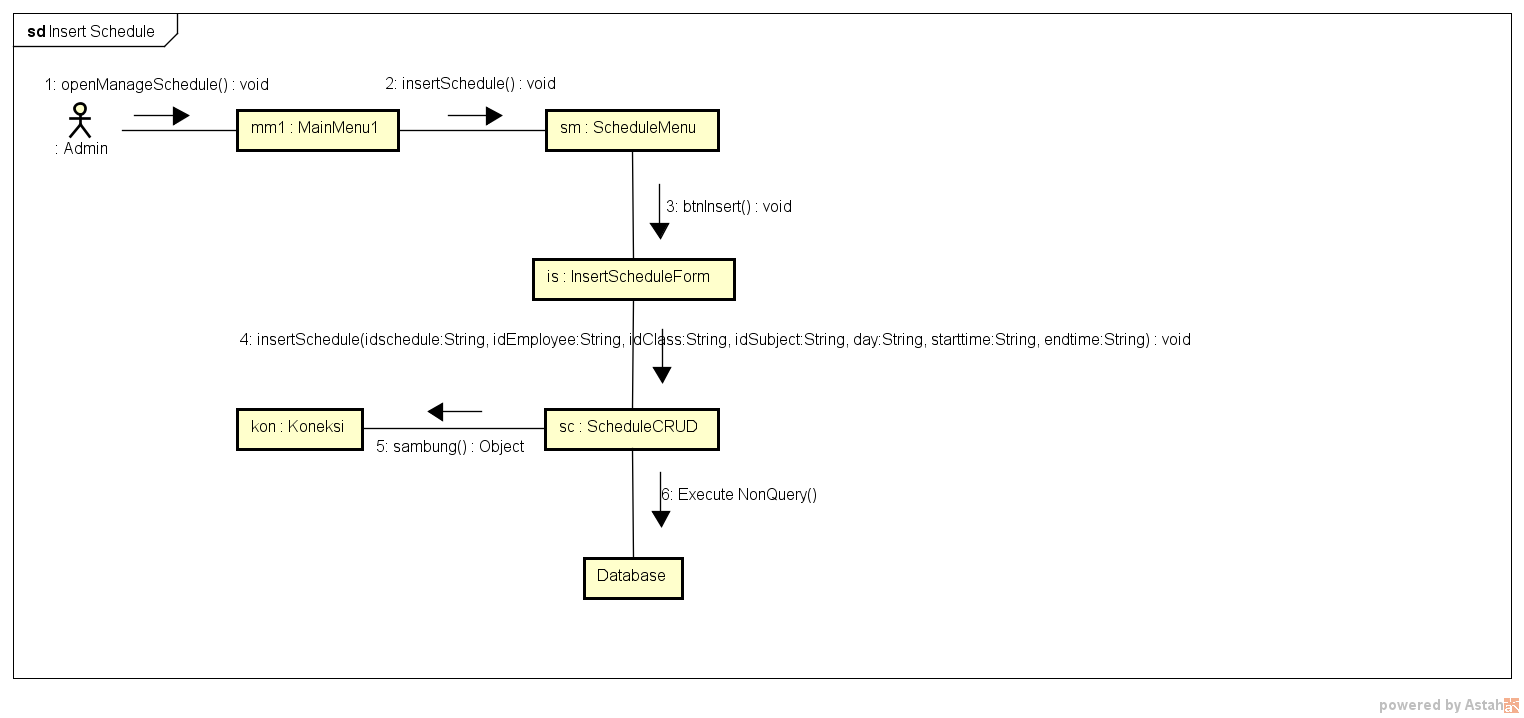 sd Insert Schedule
1: openManageSchedule() : void
2: insertSchedule() : void
mm1 : MainMenu1
sm : ScheduleMenu
: Admin
3: btnInsert() : void
is : InsertScheduleForm
4: insertSchedule(idschedule:String, idEmployee:String, idClass:String, idSubject:String, day:String, starttime:String, endtime:String) : void
kon : Koneksi
sc : ScheduleCRUD
5: sambung() : Object
6: Execute NonQuery()
Database
powered by Astah